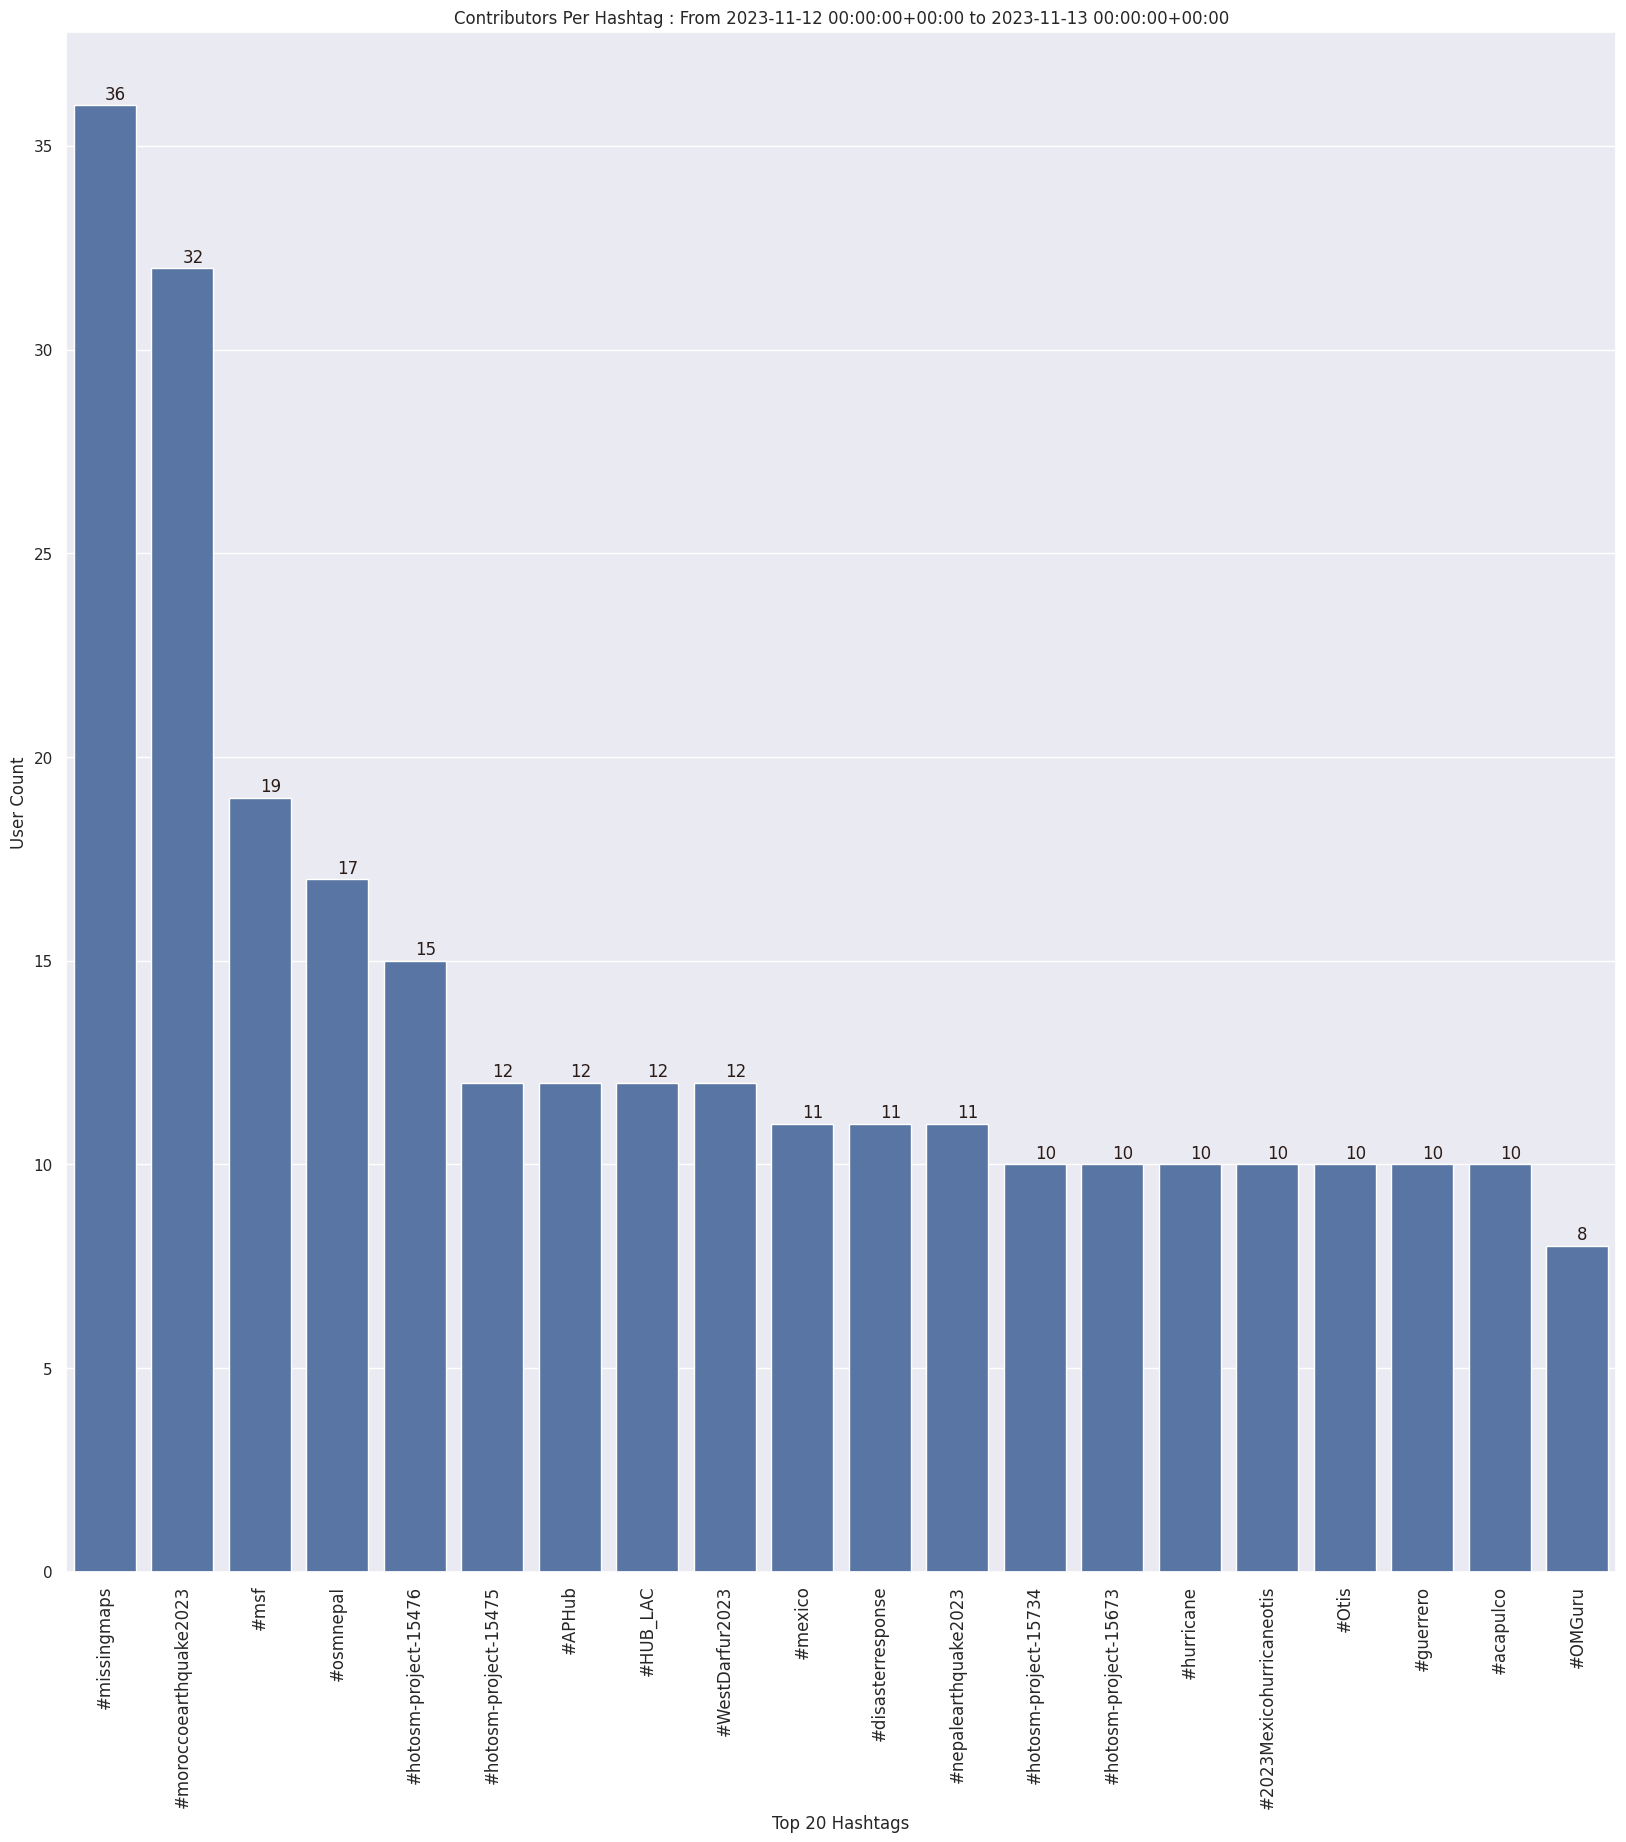 Contributors Per Hashtag : From 2023-11-12 00:00:00+00:00 to 2023-11-13 00:00:00+00:00
User Count
35
30
25
20
15
10
5
0
36
32
19
17
15
12
12
12
12
11
11
11
10
10
10
10
10
10
10
8
#missingmaps
#moroccoearthquake2023
#msf
#osmnepal
#hotosm-project-15476
#hotosm-project-15475
#APHub
#HUB_LAC
#WestDarfur2023
#mexico
#disasterresponse
#nepalearthquake2023
#hotosm-project-15734
#hotosm-project-15673
#hurricane
#2023Mexicohurricaneotis
#Otis
#guerrero
#acapulco
#OMGuru
Top 20 Hashtags